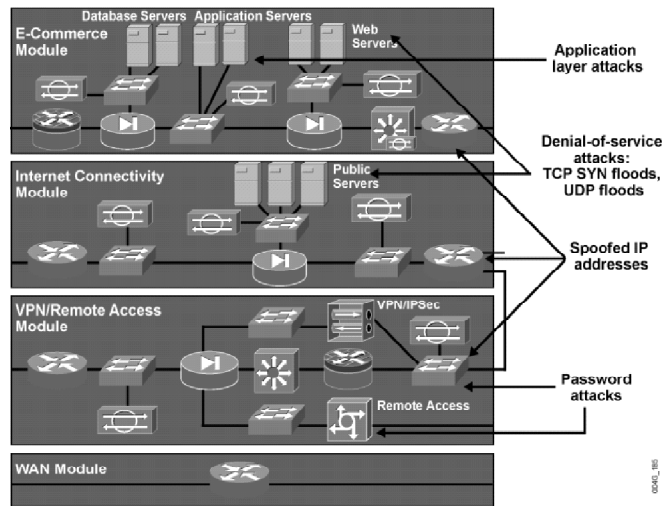 Database Servers Application Servers
E-Commerce
Module
Web
Servers
Application
layer attacks
Denial-of-service
attacks:
TCP SYN floods,
UDP floods
Internet Connectivity
Module
Public
Servers
Spoofed IP
addresses
VPN/Remote Access
Module
VPN/IPSec
Remote Access
Password
attacks
WAN Module